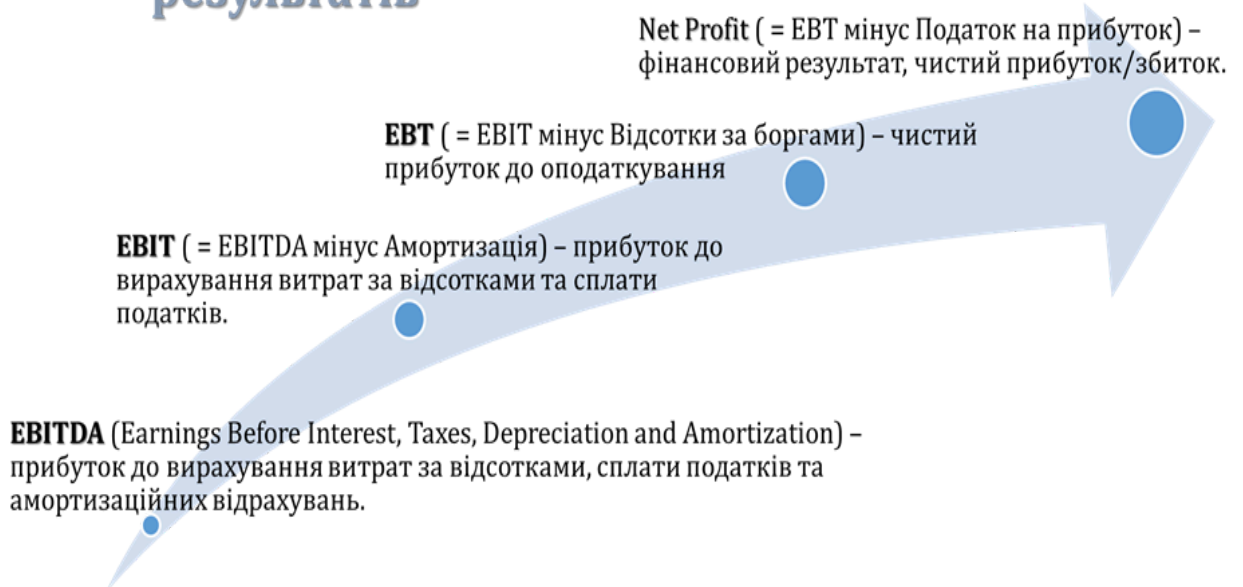 результатів
Net Profit ( = EBT мінус Податок на прибуток) –
фінансовий результат, чистий прибуток/збиток.
EBT ( = EBIT мінус Відсотки за боргами) – чистий
прибуток до оподаткування
EBIT ( = EBITDA мінус Амортизація) – прибуток до
вирахування витрат за відсотками та сплати
податків.
EBITDA (Earnings Before Interest, Taxes, Depreciation and Amortization) –
прибуток до вирахування витрат за відсотками, сплати податків та
амортизаційних відрахувань.